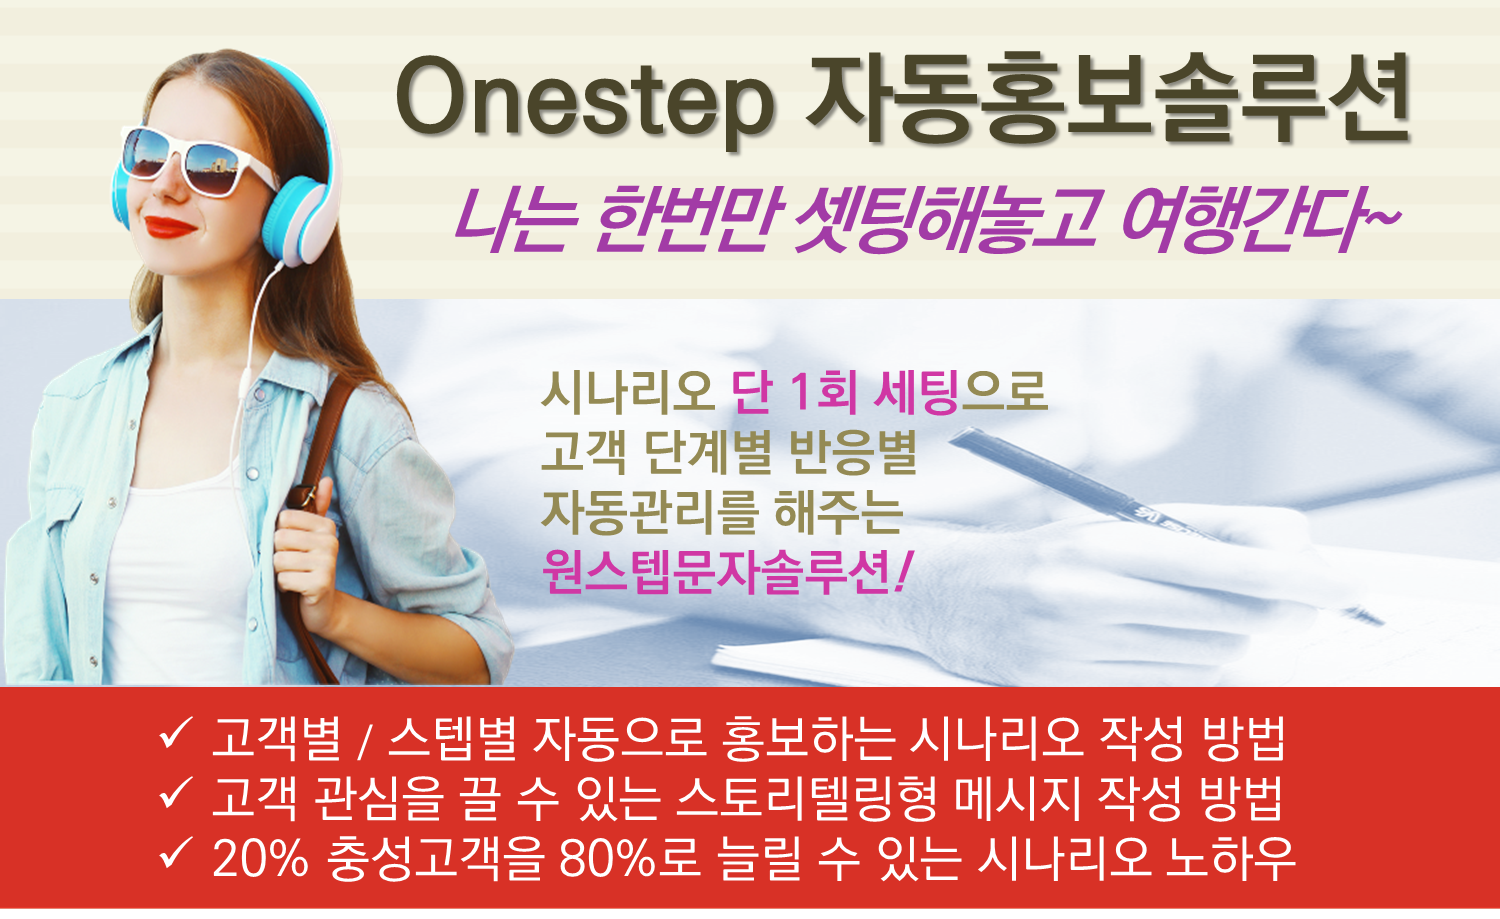 Onestep 자동홍보솔루션
나는 한번만 셋팅해놓고 여행간다~
시나리오 단 1회 세팅으로
고객 단계별 반응별
자동관리를 해주는
원스텝문자솔루션!
✓ 고객별 / 스텝별 자동으로 홍보하는 시나리오 작성 방법
✓ 고객 관심을 끌 수 있는 스토리텔링형 메시지 작성 방법
✓ 20% 충성고객을 80%로 늘릴 수 있는 시나리오 노하우